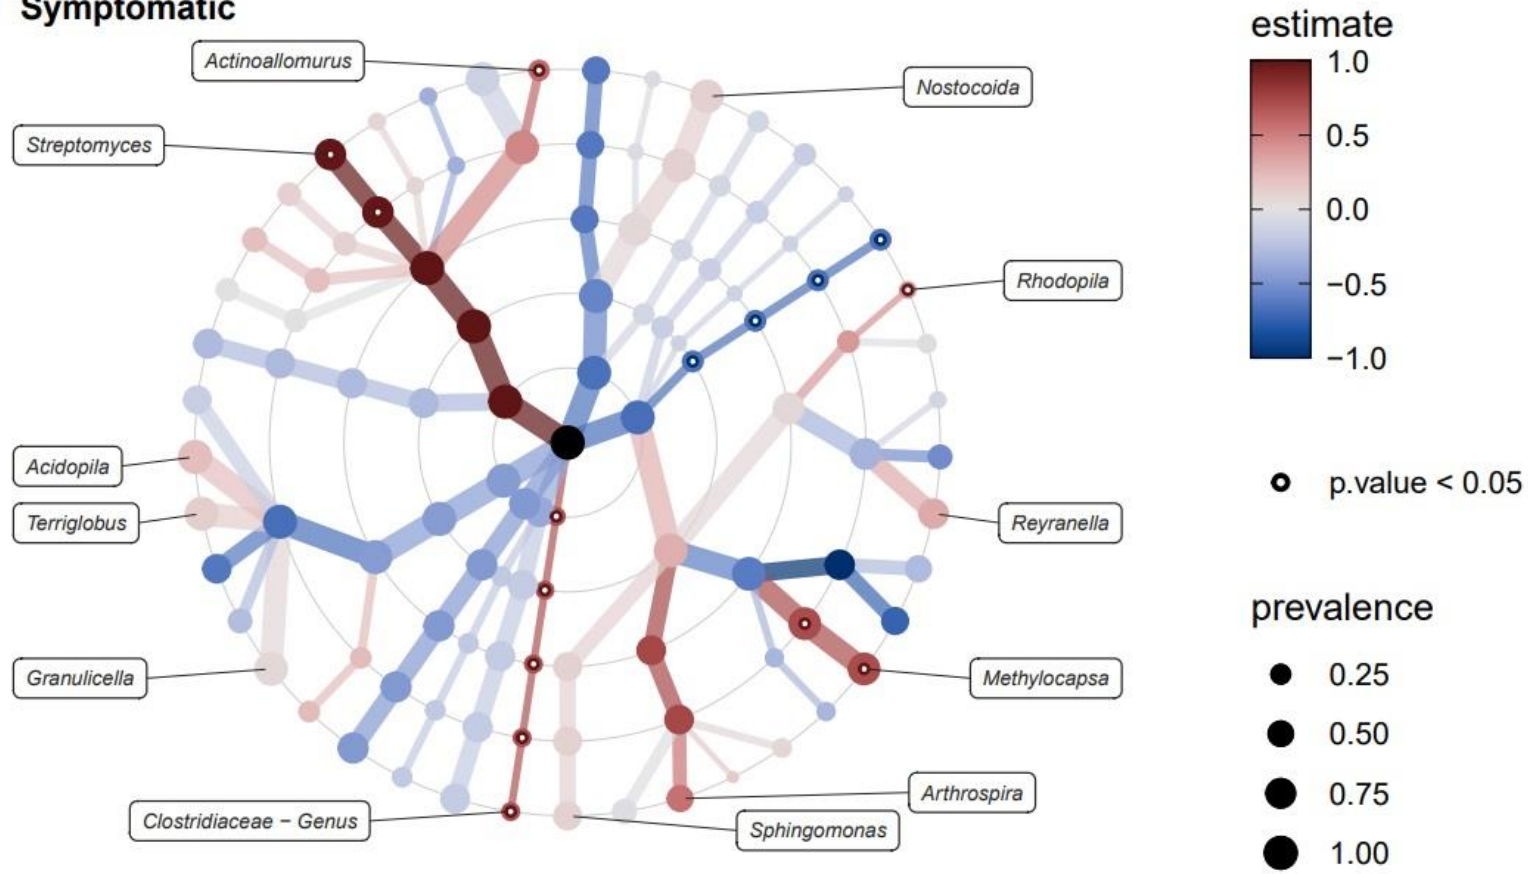 Symptomatic
Actinoallomurus
Nostocoida
Streptomyces
Rhodopila
Acidopila
Terriglobus
Reyranella
Granulicella
Methylocapsa
Arthrospira
Clostridiaceae − Genus
Sphingomonas
estimate
1.0
0.5
0.0
−0.5
−1.0
p.value < 0.05
prevalence
0.25
0.50
0.75
1.00